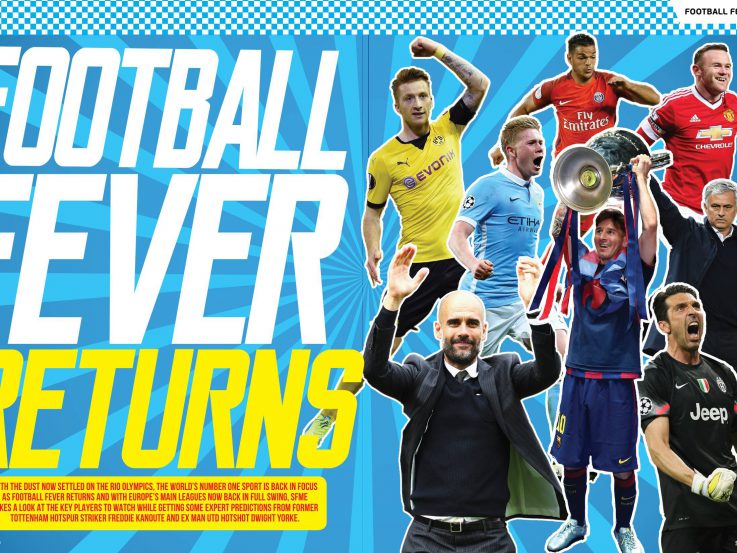 FOOTBALL
FOOTBALL
FEVER
RETURNS
TH THE DUST NOW SETTLED ON THE RIO OLYMPICS, THE WORLD'S NUMBER ONE SPORT IS BACK IN FOCUS
AS FOOTBALL FEVER RETURNS AND WITH EUROPE'S MAIN LEAGUES NOW BACK IN FULL SWING, SFME
KES A LOOK AT THE KEY PLAYERS TO WATCH WHILE GETTING SOME EXPERT PREDICTIONS FROM FORMER
TOTTENHAM HOTSPUR STRIKER FREDDIE KANOUTE AND EX MAN UTD HOTSHOT DWIGHT YORKE.
EVONIK
ETIHAD
AIRWAYS
Fly
Emirates
CHEVROLET
Jeep
10